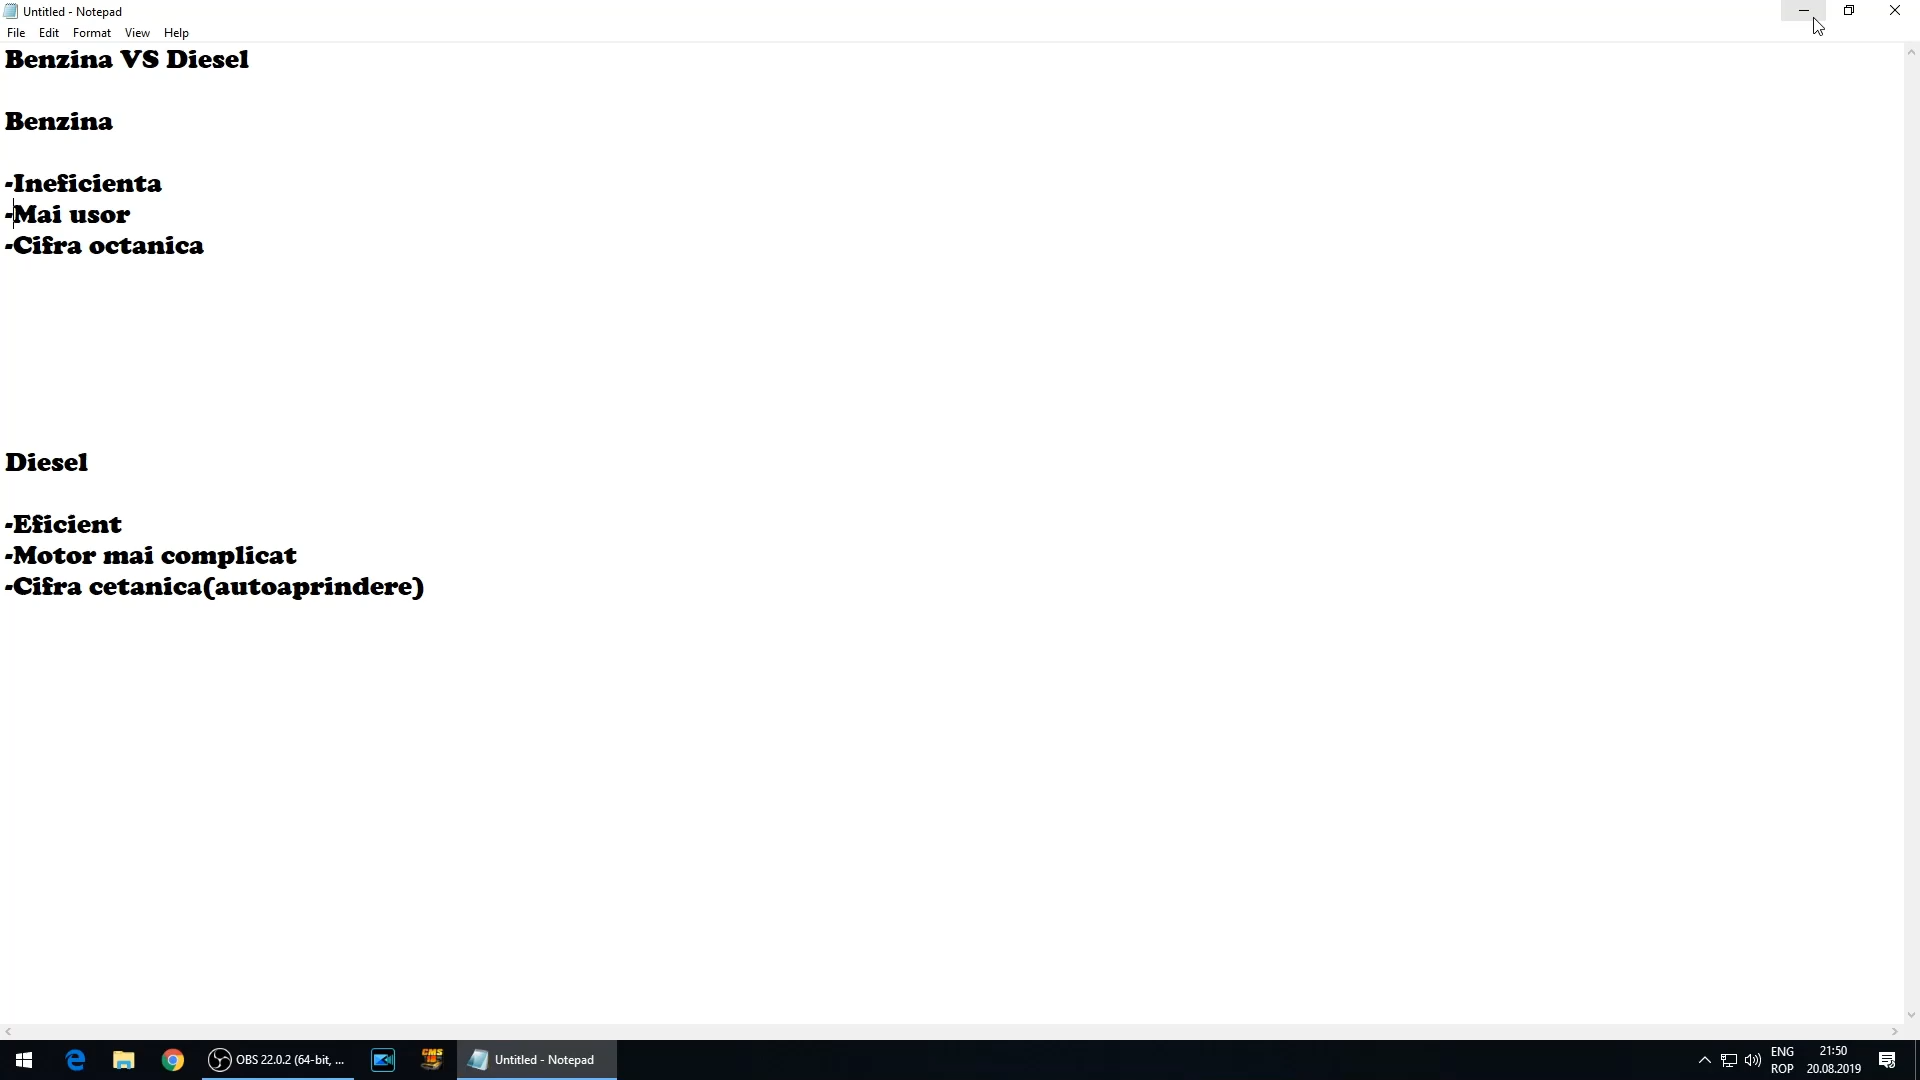 Untitled - Notepad
File Edit Format View Help
Benzina VS Diesel
Benzina
-Ineficienta
-Mai usor
-Cifra octanica
Diesel
-Eficient
-Motor mai complicat
-Cifra cetanica(autoaprindere)
OBS 22.0.2 (64-bit, ...
CMS
Untitled - Notepad
ENG
ROP
21:50
20.08.2019